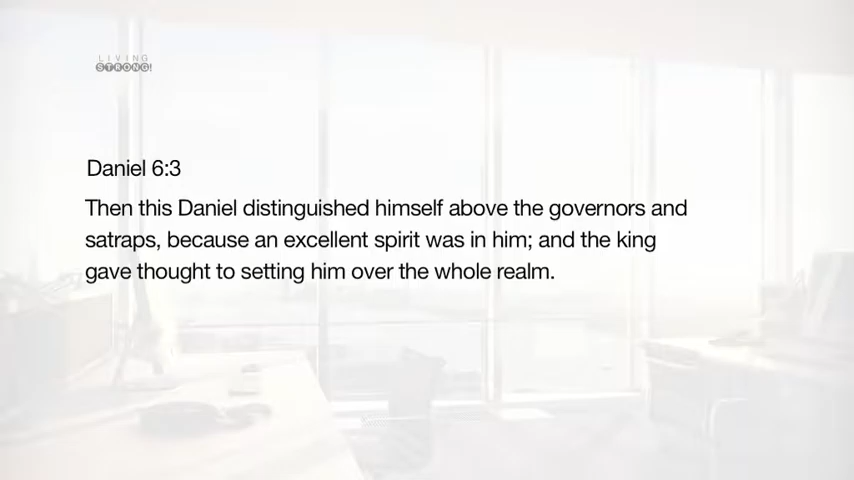 LIVING
STRONG!
Daniel 6:3
Then this Daniel distinguished himself above the governors and
satraps, because an excellent spirit was in him; and the king
gave thought to setting him over the whole realm.